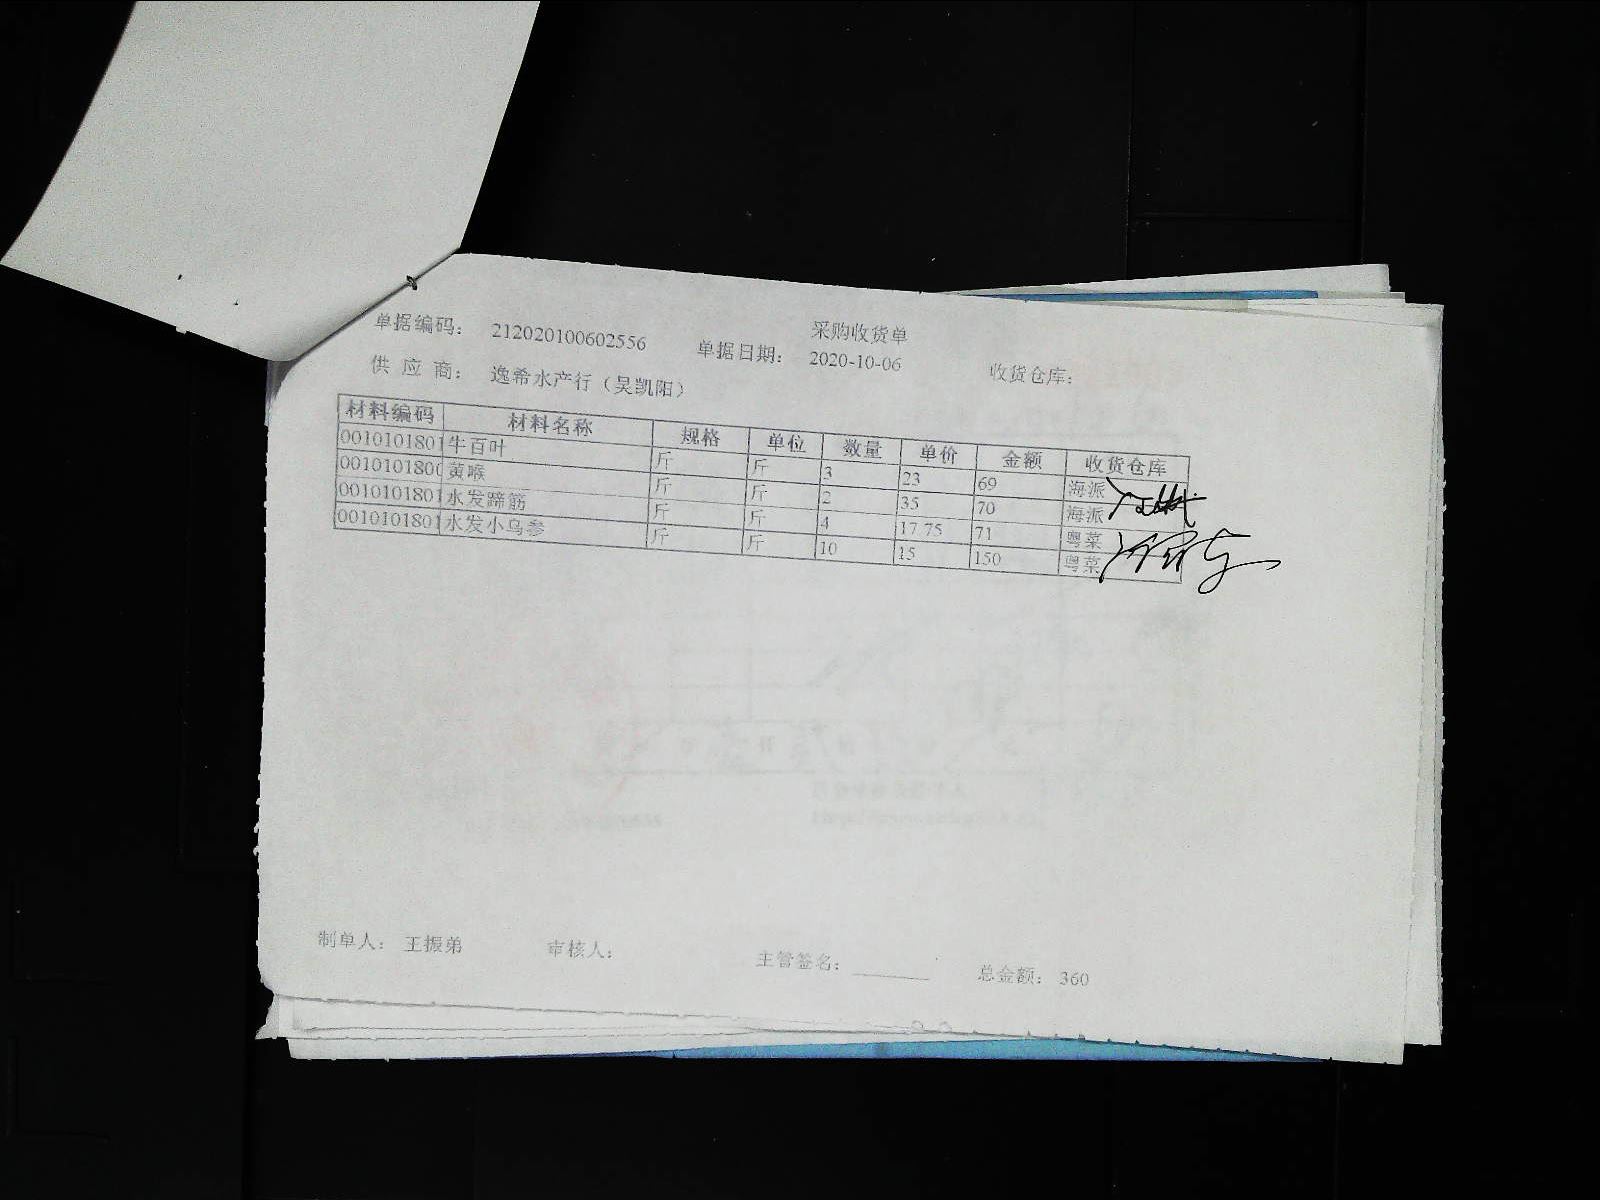 采购收货单
单据编码： 212020100602556 单据日期： 2020-10-06 收货仓库：
供 应 商： 逸希水产行（吴凯阳）
材料编码 材料名称 规格 单位 数量 单价 金额 收货仓库
0010101801 牛百叶 斤 斤 3 23 69 海派
001010180 黄喉 斤 斤 2 35 70 海派
0010101801 水发蹄筋 斤 斤 4 17.75 71 粤菜
0010101801 水发小乌参 斤 斤 10 15 150 粤菜
制单人： 王振弟 审核人： 主管签名： 总金额： 360